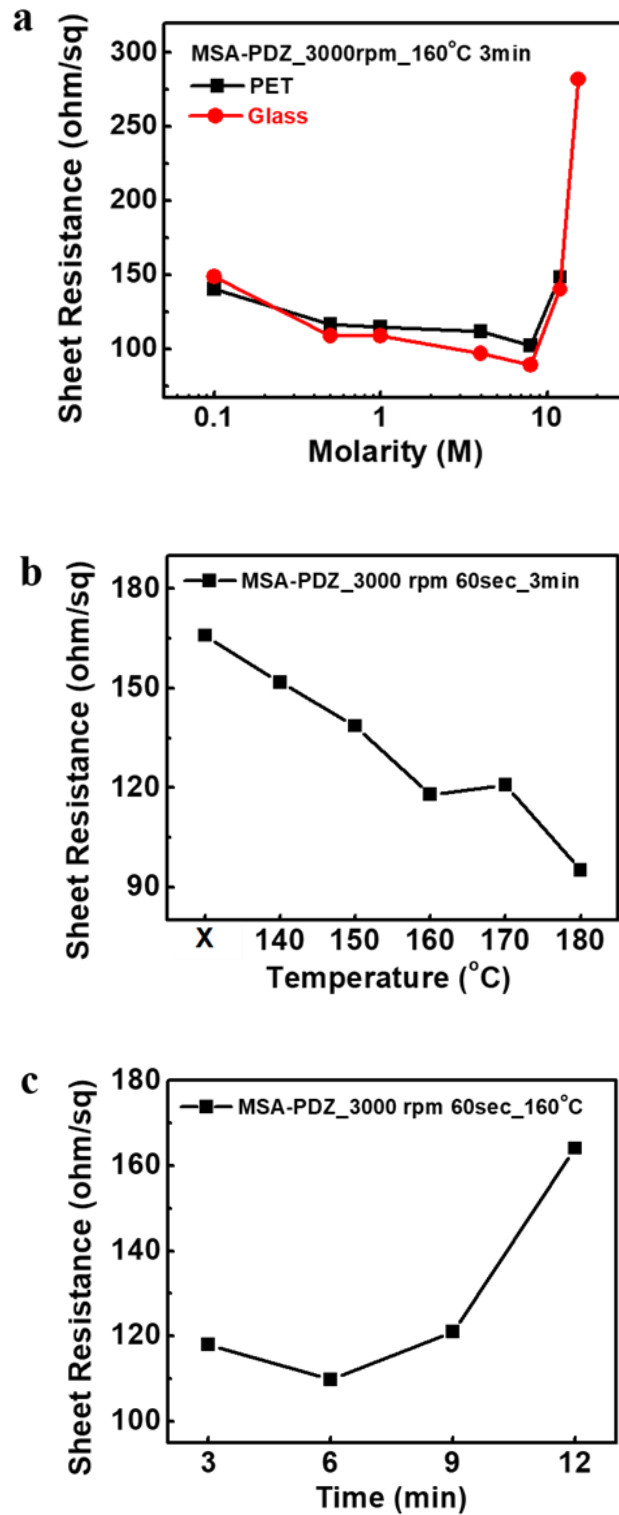 a
MSA-PDZ_3000rpm_160°C 3min
PET
Glass
Sheet Resistance (ohm/sq)
300
250
200
150
100
0.1 1 10
Molarity (M)
b
MSA-PDZ_3000 rpm 60sec_3min
Sheet Resistance (ohm/sq)
180
150
120
90
X 140 150 160 170 180
Temperature (°C)
c
MSA-PDZ_3000 rpm 60sec_160°C
Sheet Resistance (ohm/sq)
180
160
140
120
100
3 6 9 12
Time (min)